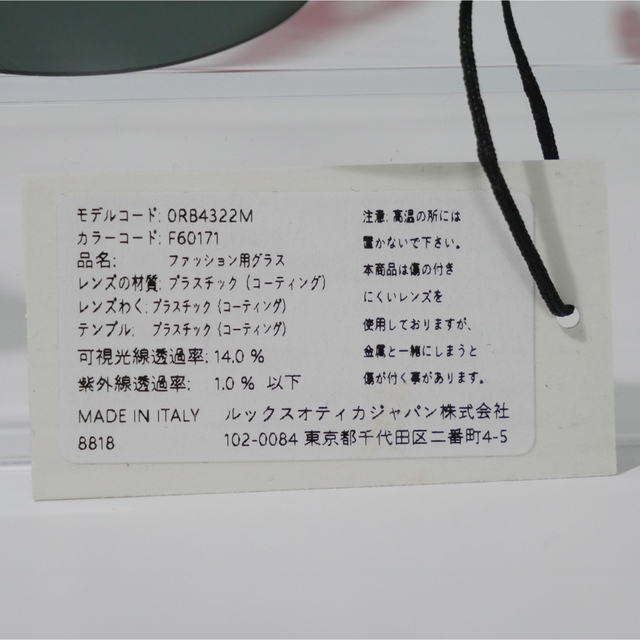 モデルコード: 0RB4322M
カラーコード: F60171
品名: ファッション用グラス
レンズの材質: プラスチック (コーティング)
レンズわく: プラスチック (コーティング)
テンプル: プラスチック (コーティング)
可視光線透過率: 14.0 %
紫外線透過率: 1.0 % 以下
MADE IN ITALY ルックスオティカジャパン株式会社
8818 102-0084 東京都千代田区二番町4-5
注意: 高温の所には
置かないで下さい。
本商品は傷の付き
にくいレンズを
使用しておりますが、
金属と一緒にしまうと
傷が付く事があります。